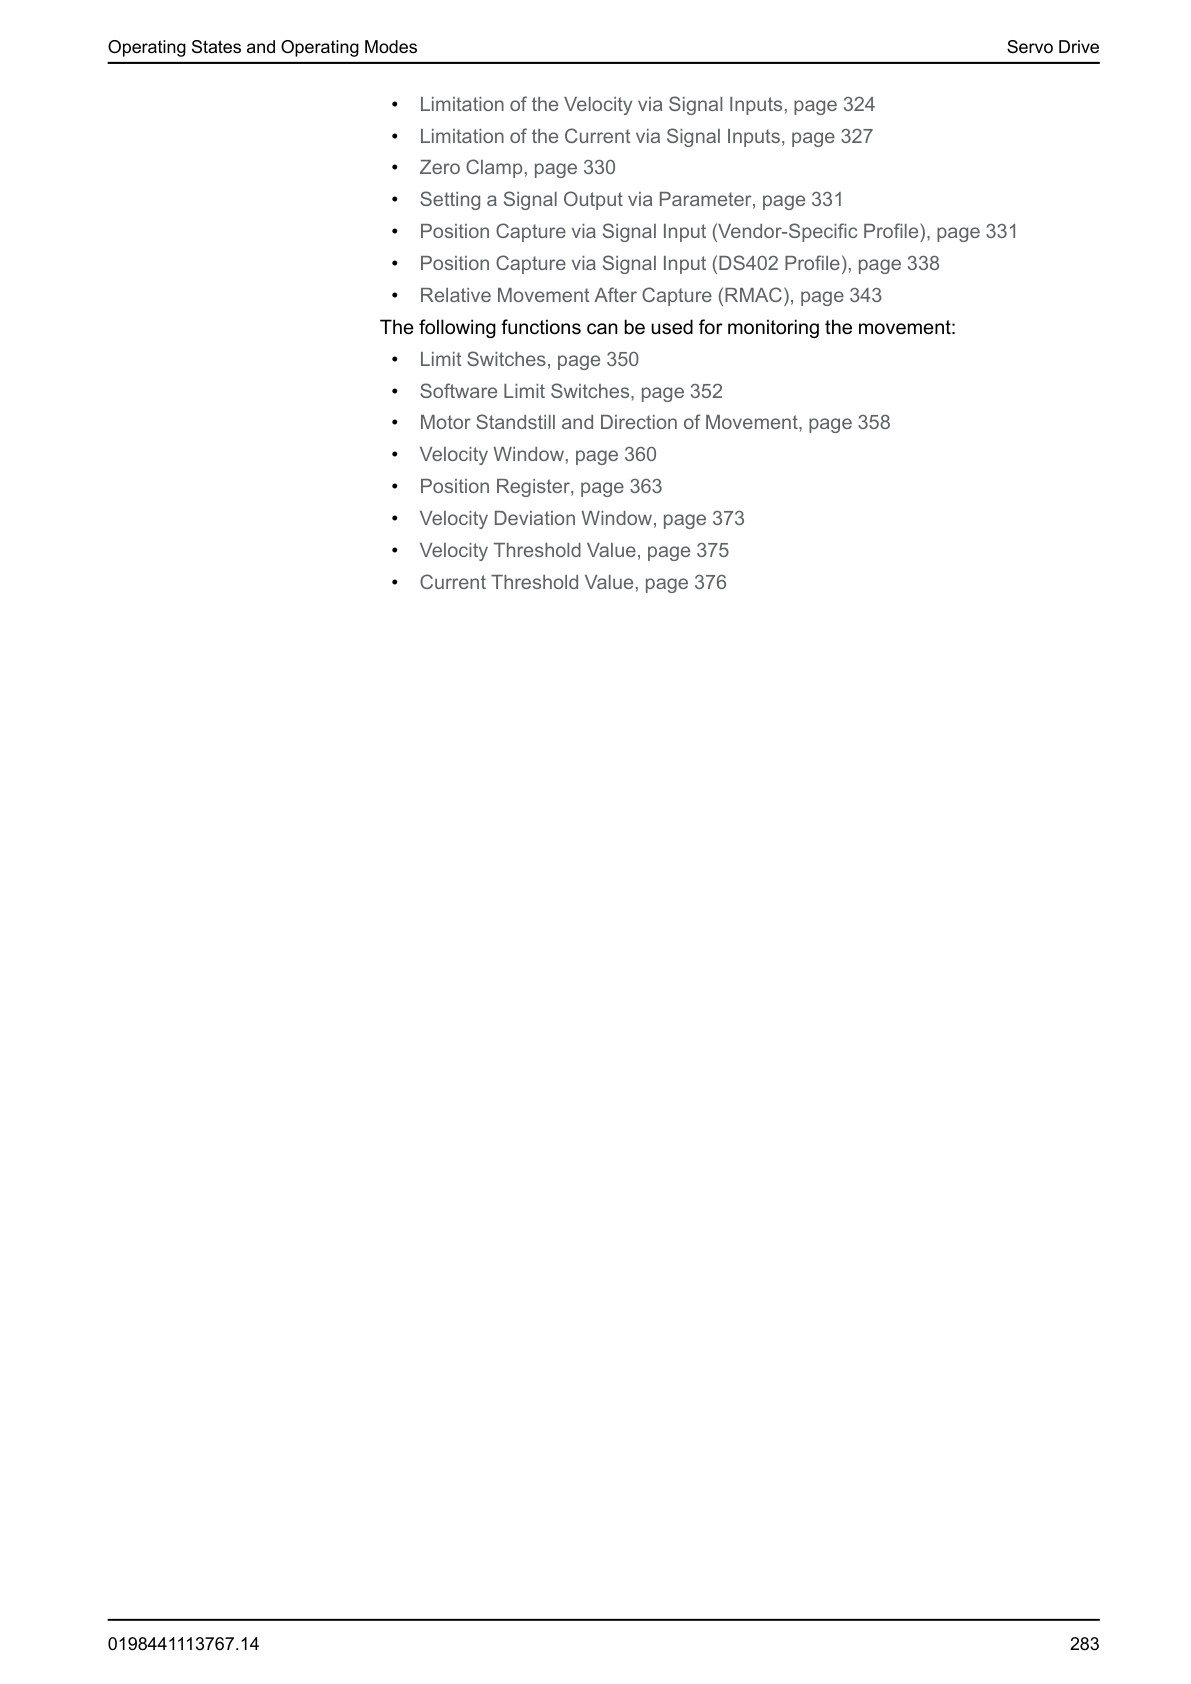 Operating States and Operating Modes Servo Drive
• Limitation of the Velocity via Signal Inputs, page 324
• Limitation of the Current via Signal Inputs, page 327
• Zero Clamp, page 330
• Setting a Signal Output via Parameter, page 331
• Position Capture via Signal Input (Vendor-Specific Profile), page 331
• Position Capture via Signal Input (DS402 Profile), page 338
• Relative Movement After Capture (RMAC), page 343
The following functions can be used for monitoring the movement:
• Limit Switches, page 350
• Software Limit Switches, page 352
• Motor Standstill and Direction of Movement, page 358
• Velocity Window, page 360
• Position Register, page 363
• Velocity Deviation Window, page 373
• Velocity Threshold Value, page 375
• Current Threshold Value, page 376
0198441113767.14 283